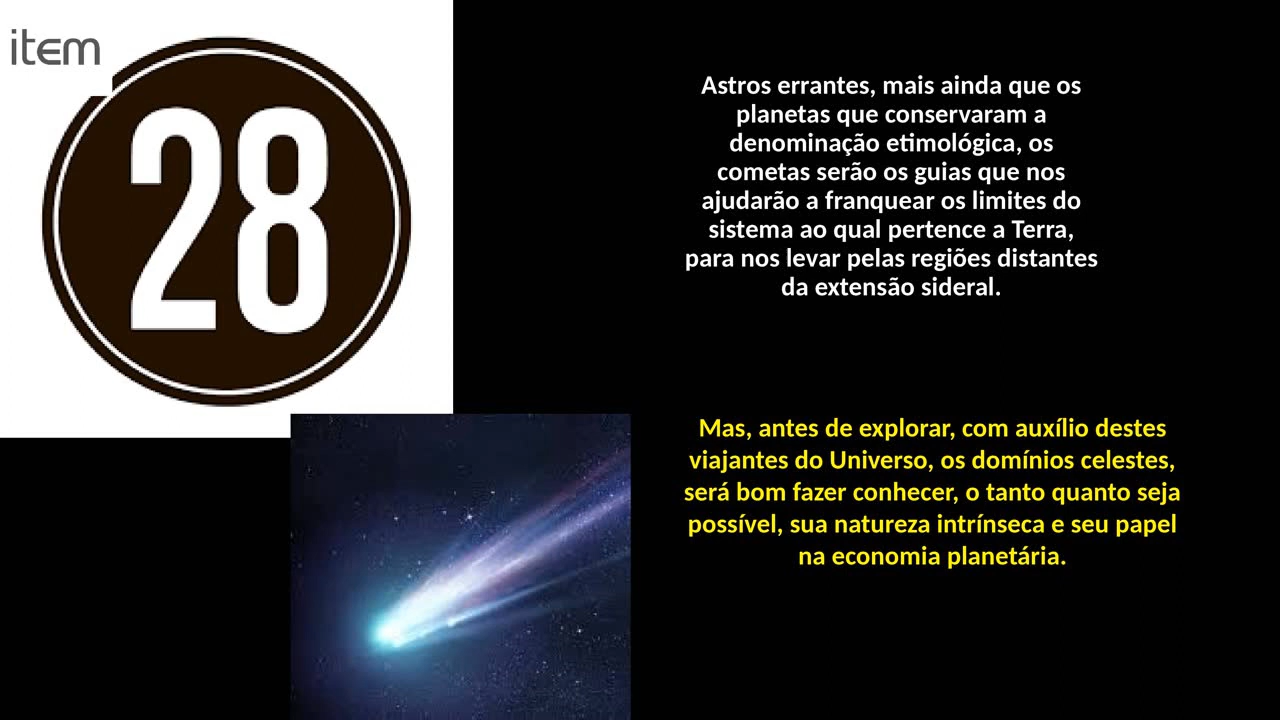 item
28
Astros errantes, mais ainda que os
planetas que conservaram a
denominação etimológica, os
cometas serão os guias que nos
ajudarão a franquear os limites do
sistema ao qual pertence a Terra,
para nos levar pelas regiões distantes
da extensão sideral.
Mas, antes de explorar, com auxílio destes
viajantes do Universo, os domínios celestes,
será bom fazer conhecer, o tanto quanto seja
possível, sua natureza intrínseca e seu papel
na economia planetária.